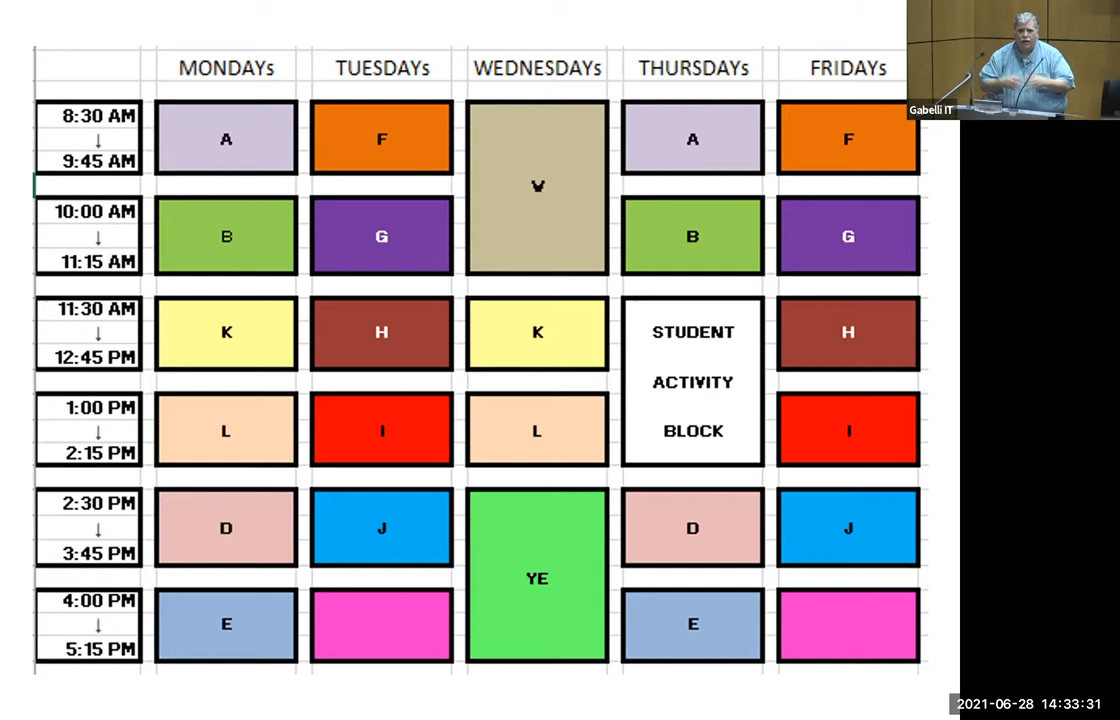 MONDAYs TUESDAYs WEDNESDAYs THURSDAYs FRIDAYs
Gabelli IT
8:30 AM
↓
9:45 AM
A F V A F
10:00 AM
↓
11:15 AM
B G B G
11:30 AM
↓
12:45 PM
K H K STUDENT H
ACTIVITY
1:00 PM
↓
2:15 PM
L I L BLOCK I
2:30 PM
↓
3:45 PM
D J YE D J
4:00 PM
↓
5:15 PM
E E
2021-06-28 14:33:31